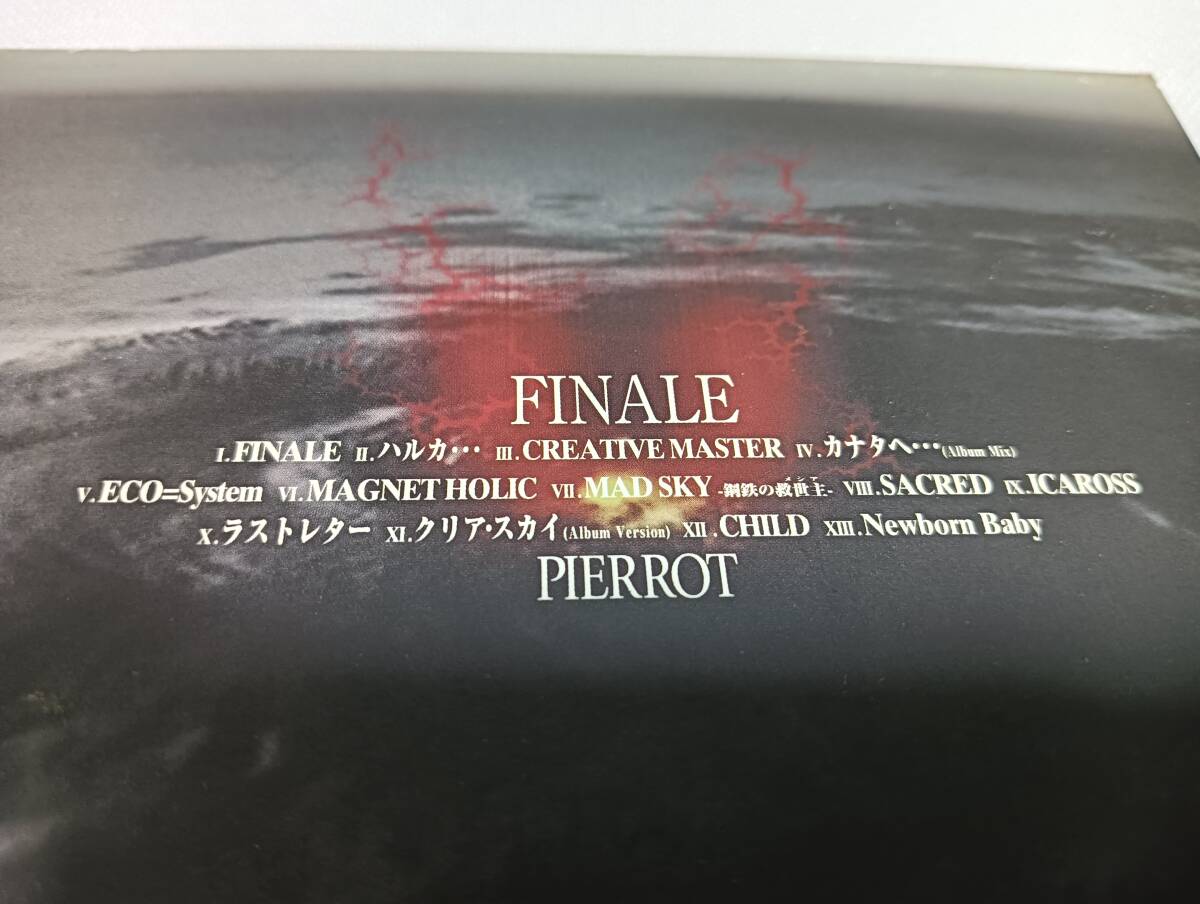 FINALE
I.FINALE II.ハルカ・・・ III.CREATIVE MASTER IV.カナタへ・・・(Album Mix)
V.ECO=System VI.MAGNET HOLIC VII.MAD SKY -鋼鉄の救世主- VIII.SACRED IX.ICAROSS
X.ラストレター XI.クリア・スカイ(Album Version) XII.CHILD XIII.Newborn Baby
PIERROT